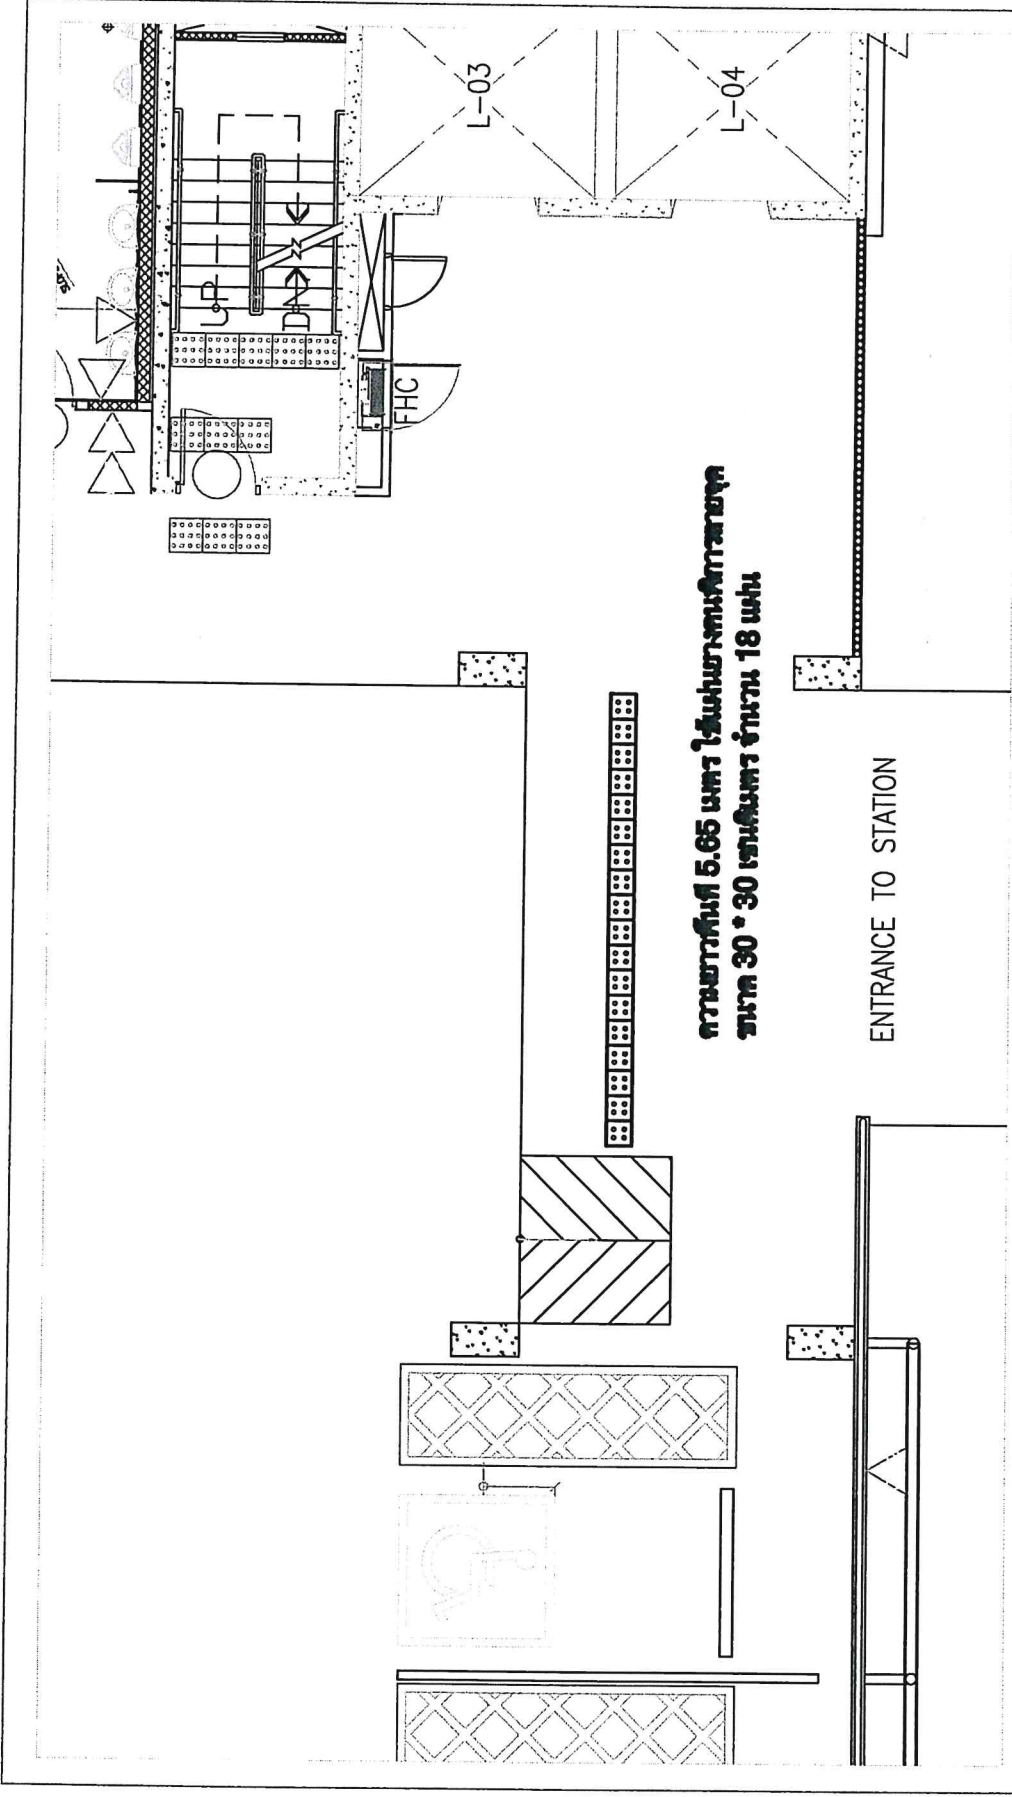 L-03
L-04
UP
DN
FHC
ความยาวพื้นที่ 5.65 เมตร ใช้แผ่นยางคนพิการลายจุด
ขนาด 30 * 30 เซนติเมตร จำนวน 18 แผ่น
ENTRANCE TO STATION